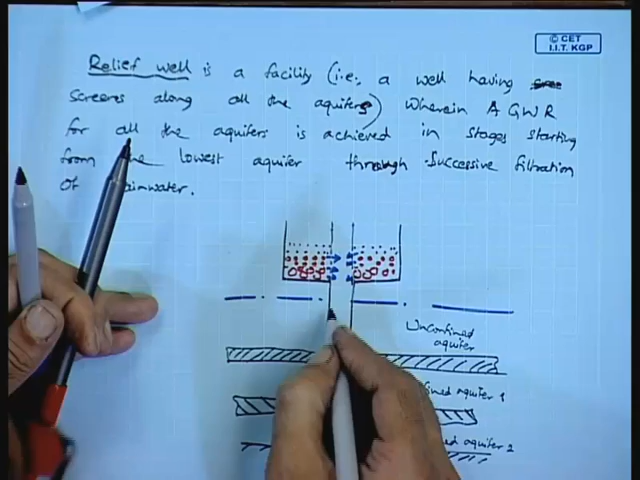 © CET
I.I.T. KGP
Relief well is a facility (i.e., a well having
screens along all the aquifers) wherein AGWR
for all the aquifers is achieved in stages starting
from the lowest aquifer through successive filtration
of rainwater.
Unconfined
aquifer
aquifer 1
aquifer 2